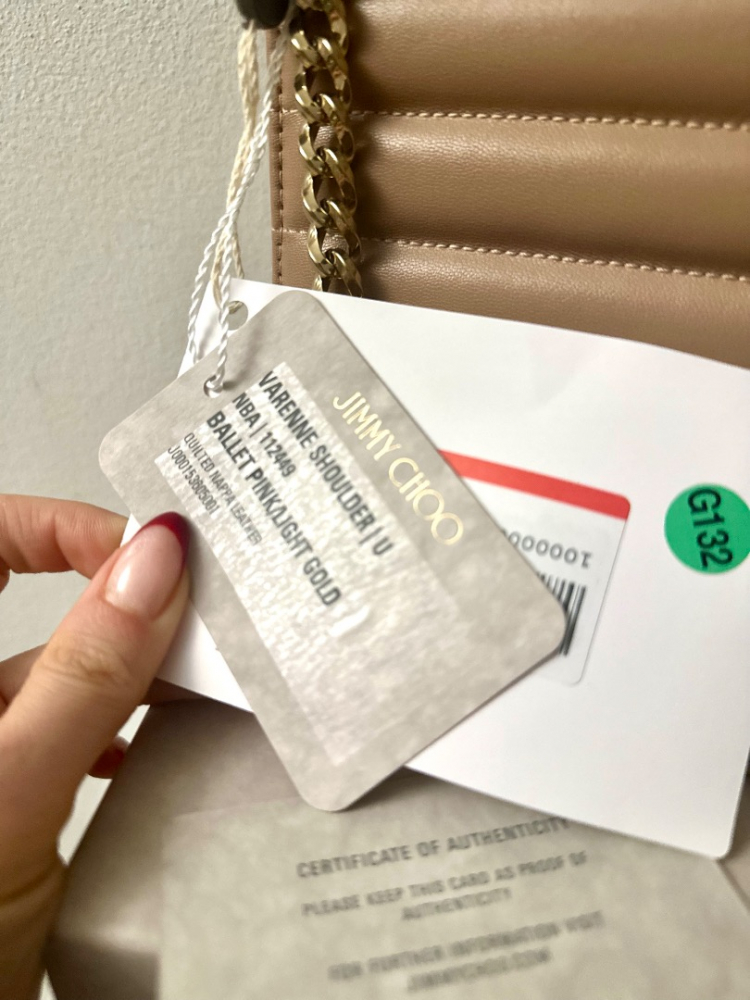 JIMMY CHOO
VARENNE SHOULDER | U
NBA | 112449
BALLET PINK/LIGHT GOLD
QUILTED NAPPA LEATHER
G132
CERTIFICATE OF AUTHENTICITY
PLEASE KEEP THIS CARD AS PROOF OF
AUTHENTICITY
FOR FURTHER INFORMATION VISIT
JIMMYCHOO.COM